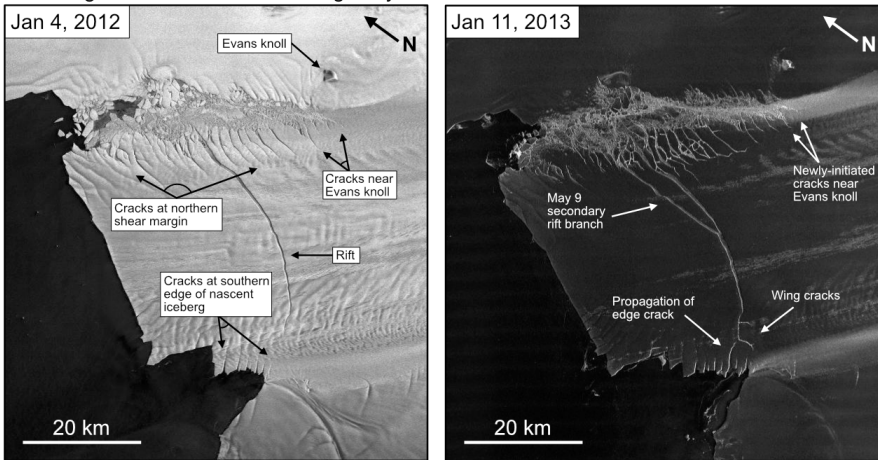 Jan 4, 2012
N
Evans knoll
Cracks near
Evans knoll
Cracks at northern
shear margin
Rift
Cracks at southern
edge of nascent
iceberg
20 km
Jan 11, 2013
N
Newly-initiated
cracks near
Evans knoll
May 9
secondary
rift branch
Propagation of
edge crack
Wing cracks
20 km